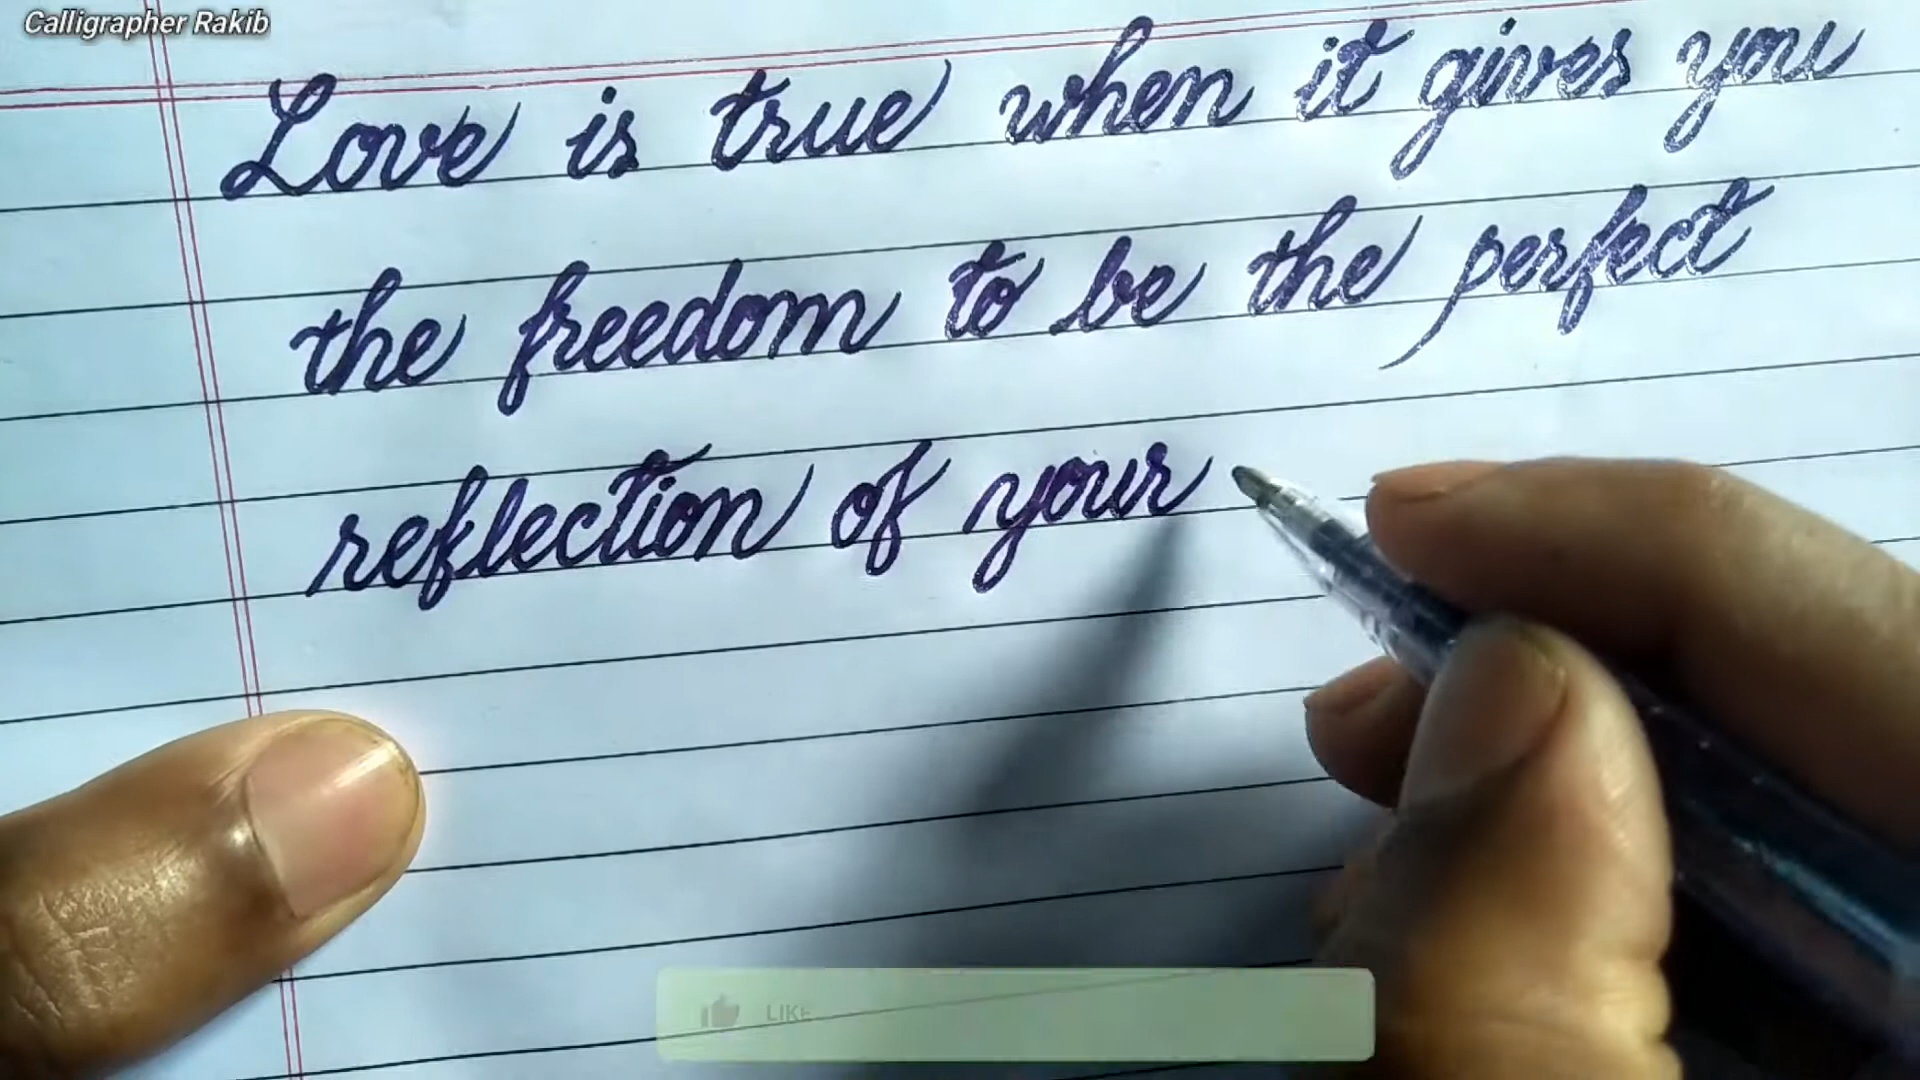 Calligrapher Rakib
Love is true when it gives you
the freedom to be the perfect
reflection of your
LIKE